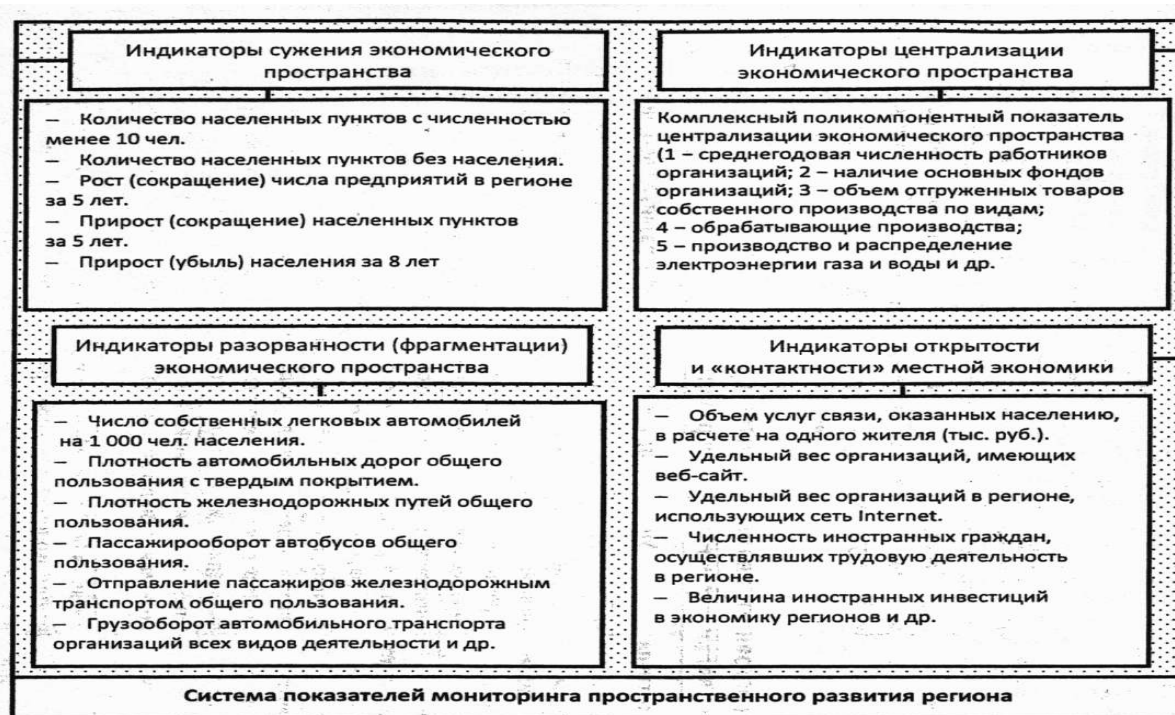 Индикаторы сужения экономического
пространства
– Количество населенных пунктов с численностью
менее 10 чел.
– Количество населенных пунктов без населения.
– Рост (сокращение) числа предприятий в регионе
за 5 лет.
– Прирост (сокращение) населенных пунктов
за 5 лет.
– Прирост (убыль) населения за 8 лет
Индикаторы централизации
экономического пространства
Комплексный поликомпонентный показатель
централизации экономического пространства
(1 – среднегодовая численность работников
организаций; 2 – наличие основных фондов
организаций; 3 – объем отгруженных товаров
собственного производства по видам;
4 – обрабатывающие производства;
5 – производство и распределение
электроэнергии газа и воды и др.
Индикаторы разорванности (фрагментации)
экономического пространства
– Число собственных легковых автомобилей
на 1 000 чел. населения.
– Плотность автомобильных дорог общего
пользования с твердым покрытием.
– Плотность железнодорожных путей общего
пользования.
– Пассажирооборот автобусов общего
пользования.
– Отправление пассажиров железнодорожным
транспортом общего пользования.
– Грузооборот автомобильного транспорта
организаций всех видов деятельности и др.
Индикаторы открытости
и «контактности» местной экономики
– Объем услуг связи, оказанных населению,
в расчете на одного жителя (тыс. руб.).
– Удельный вес организаций, имеющих
веб-сайт.
– Удельный вес организаций в регионе,
использующих сеть Internet.
– Численность иностранных граждан,
осуществлявших трудовую деятельность
в регионе.
– Величина иностранных инвестиций
в экономику регионов и др.
Система показателей мониторинга пространственного развития региона